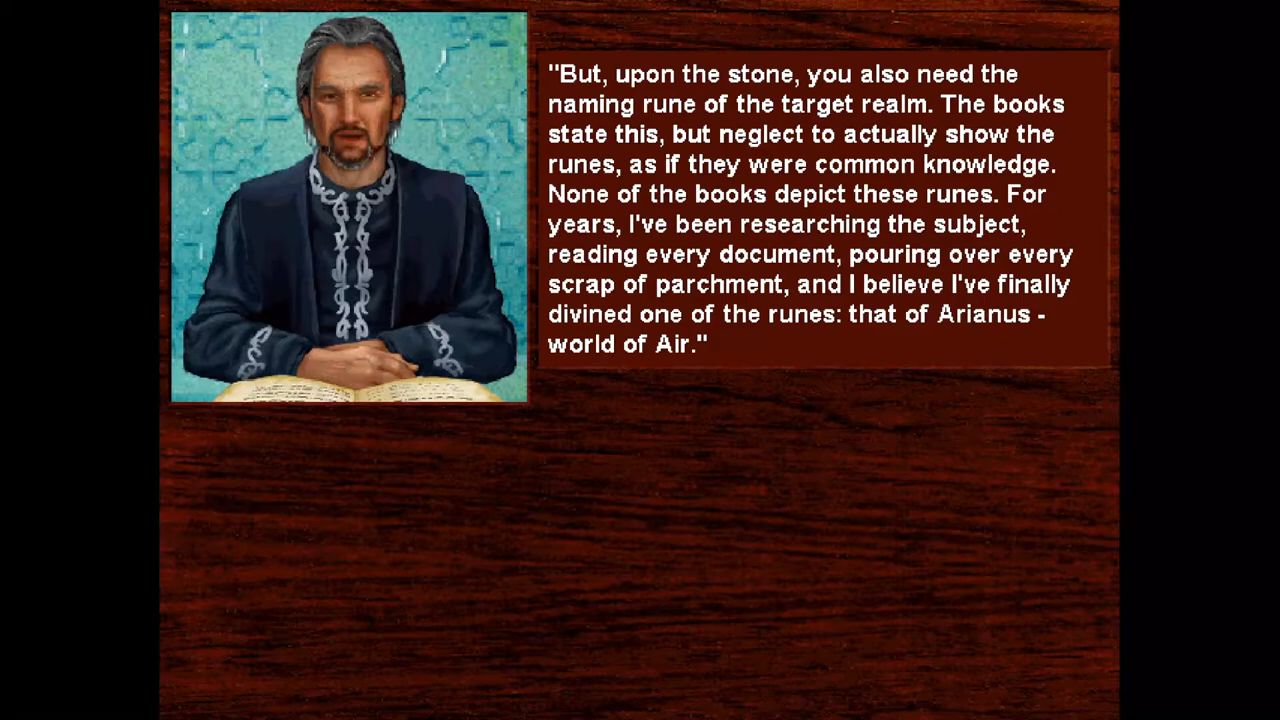 "But, upon the stone, you also need the
naming rune of the target realm. The books
state this, but neglect to actually show the
runes, as if they were common knowledge.
None of the books depict these runes. For
years, I've been researching the subject,
reading every document, pouring over every
scrap of parchment, and I believe I've finally
divined one of the runes: that of Arianus -
world of Air."